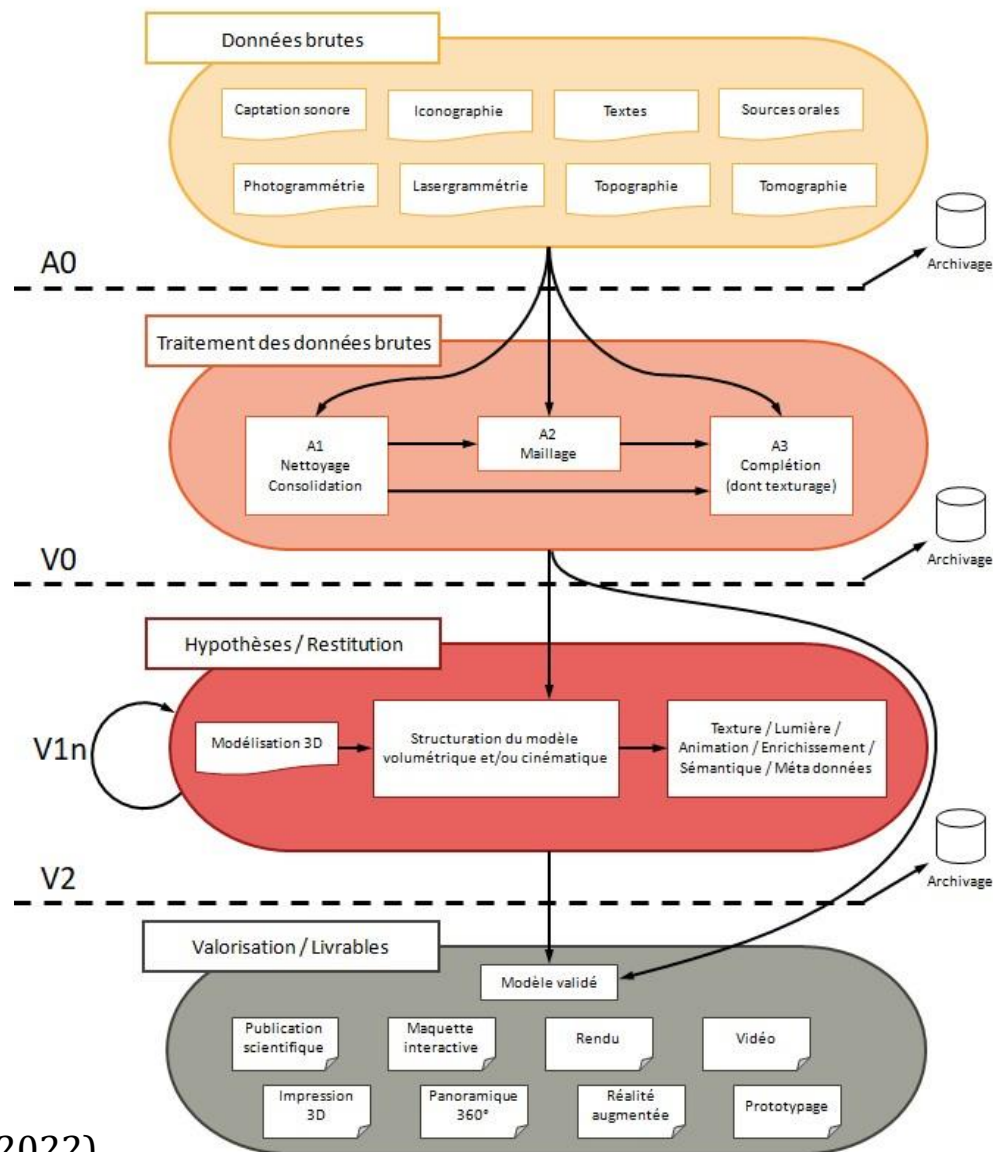 Données brutes
Captation sonore
Iconographie
Textes
Sources orales
Photogrammétrie
Lasergrammétrie
Topographie
Tomographie
A0
Archivage
Traitement des données brutes
A1
Nettoyage
Consolidation
A2
Maillage
A3
Complétion
(dont texturage)
V0
Archivage
Hypothèses / Restitution
V1n
Modélisation 3D
Structuration du modèle
volumétrique et/ou cinématique
Texture / Lumière /
Animation / Enrichissement /
Sémantique / Méta données
V2
Archivage
Valorisation / Livrables
Modèle validé
Publication
scientifique
Maquette
interactive
Rendu
Vidéo
Impression
3D
Panoramique
360°
Réalité
augmentée
Prototypage
2022)